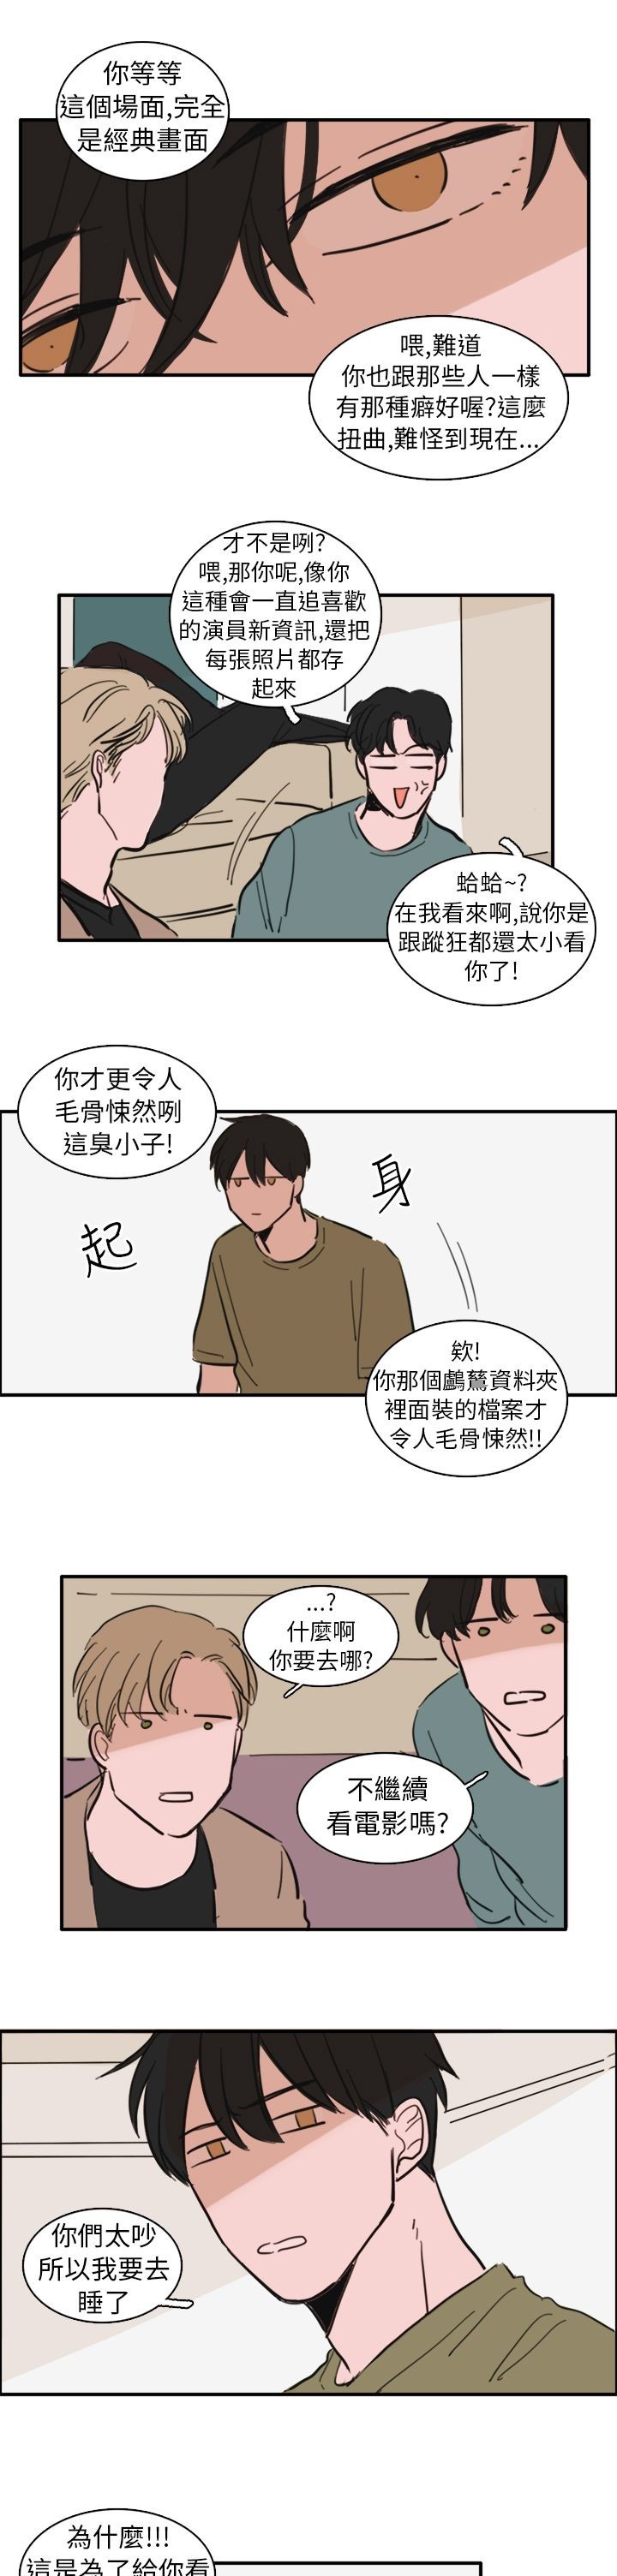 你等等
這個場面,完全
是經典畫面
喂,難道
你也跟那些人一樣
有那種癖好喔?這麼
扭曲,難怪到現在...
才不是咧?
喂,那你呢,像你
這種會一直追喜歡
的演員新資訊,還把
每張照片都存
起來
蛤蛤~?
在我看來啊,說你是
跟蹤狂都還太小看
你了!
你才更令人
毛骨悚然咧
這臭小子!
起身
欸!
你那個鸕鶿資料夾
裡面裝的檔案才
令人毛骨悚然!!
...?
什麼啊
你要去哪?
不繼續
看電影嗎?
你們太吵
所以我要去
睡了
為什麼!!!
這是為了給你看